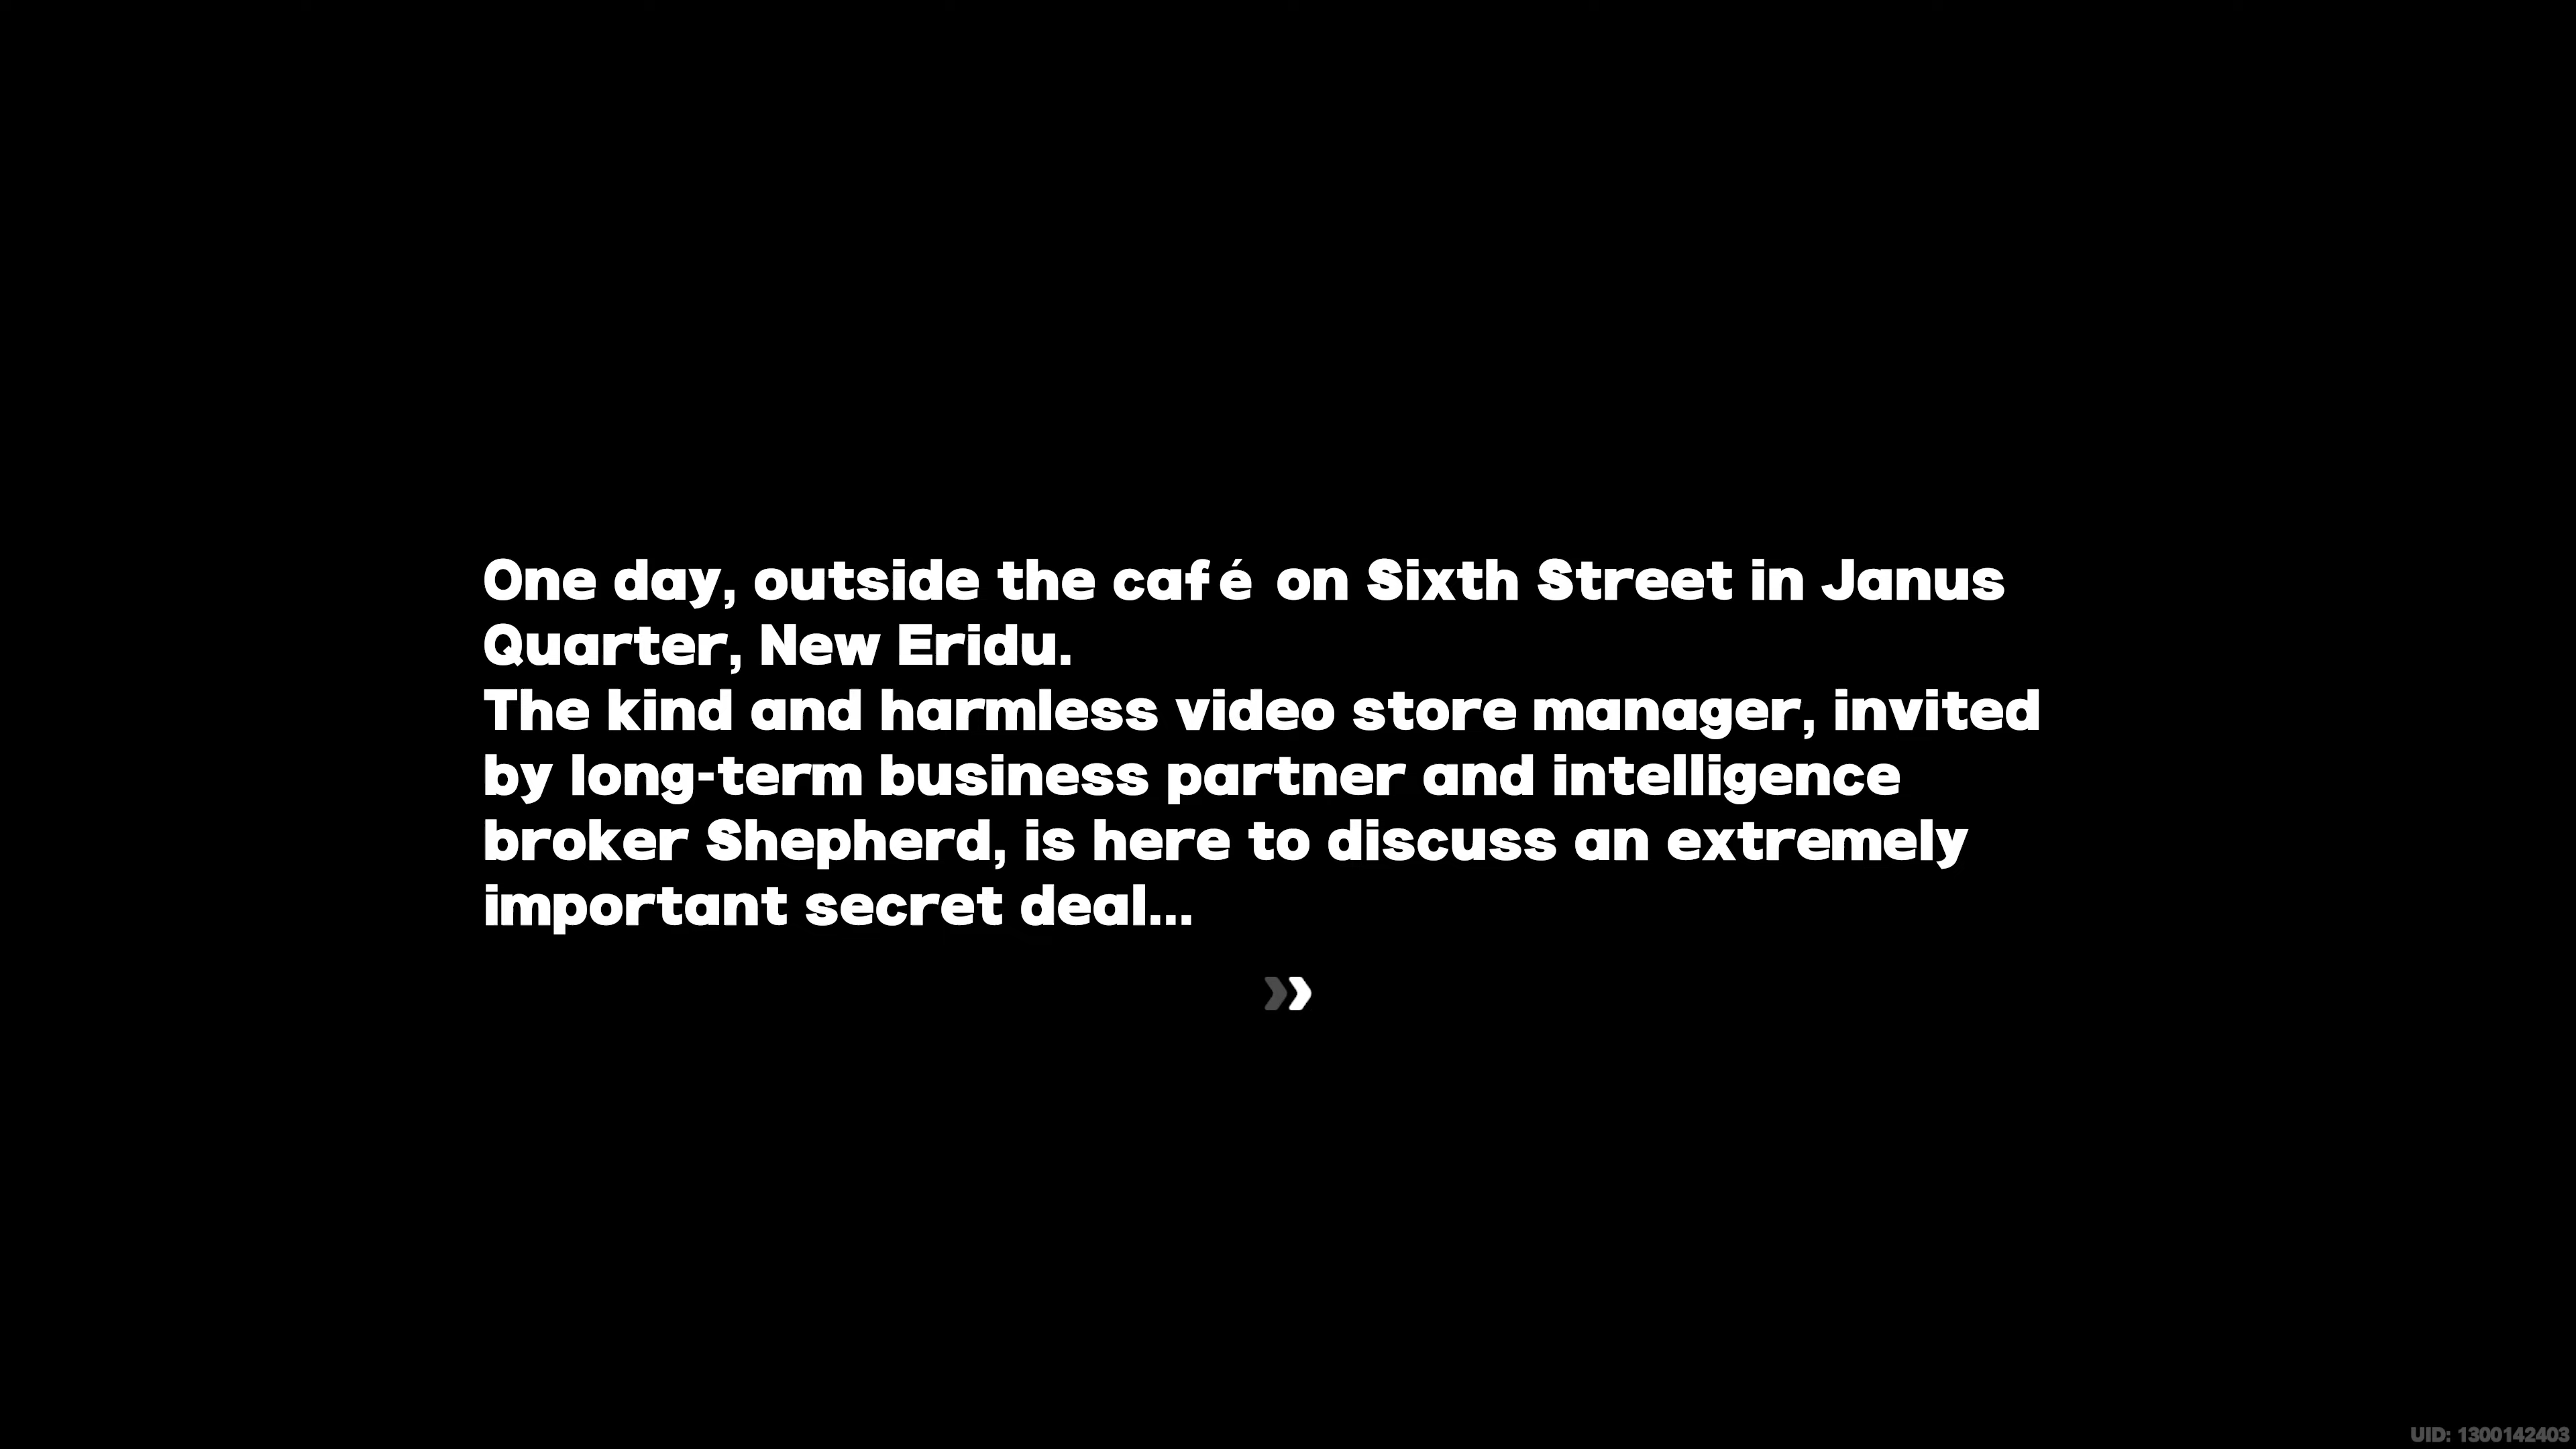 One day, outside the café on Sixth Street in Janus
Quarter, New Eridu.
The kind and harmless video store manager, invited
by long-term business partner and intelligence
broker Shepherd, is here to discuss an extremely
important secret deal...
UID: 1300142403